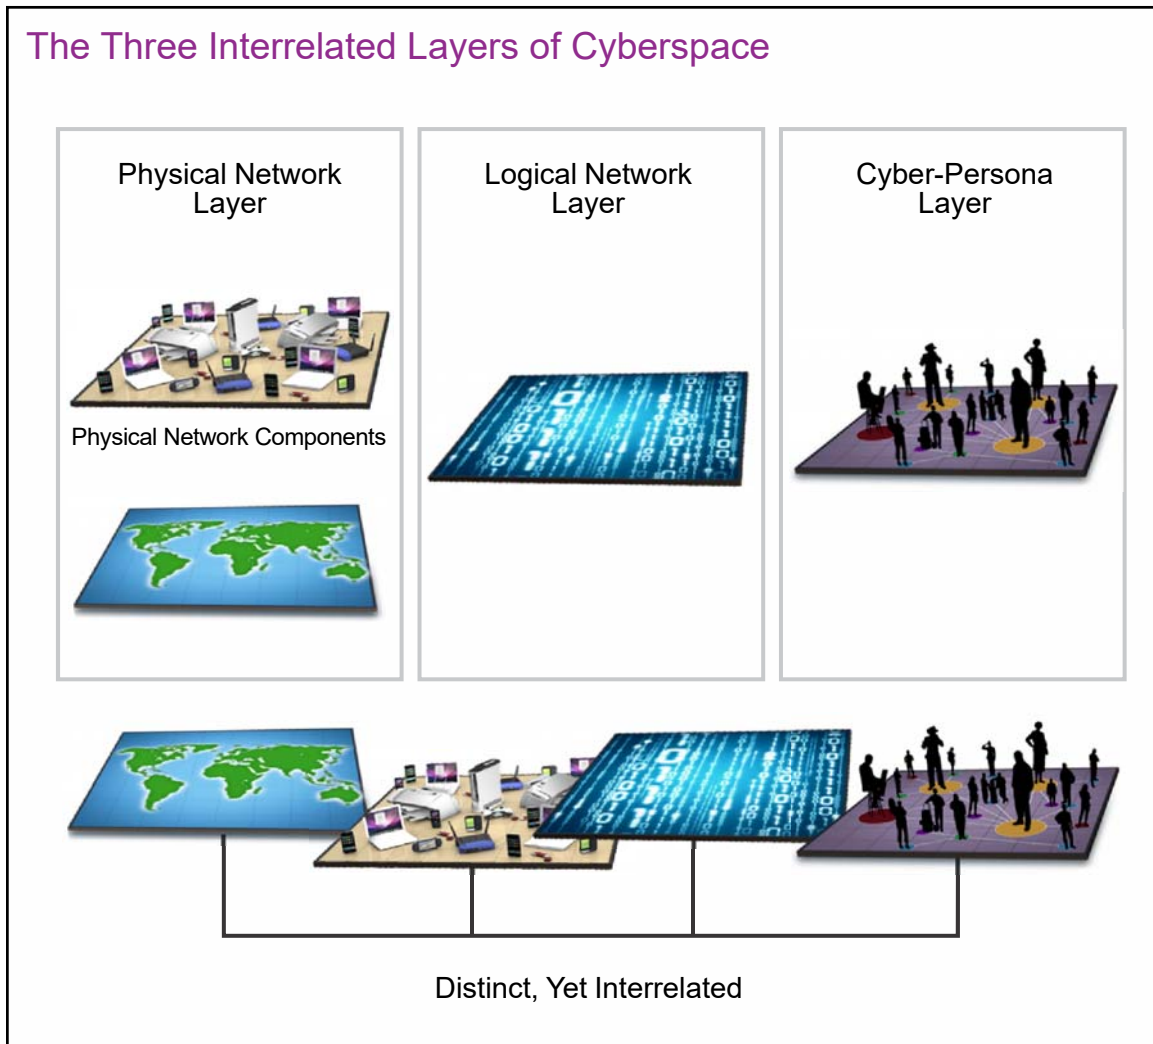 The Three Interrelated Layers of Cyberspace
Physical Network
Layer
Logical Network
Layer
Cyber-Persona
Layer
Physical Network Components
Distinct, Yet Interrelated